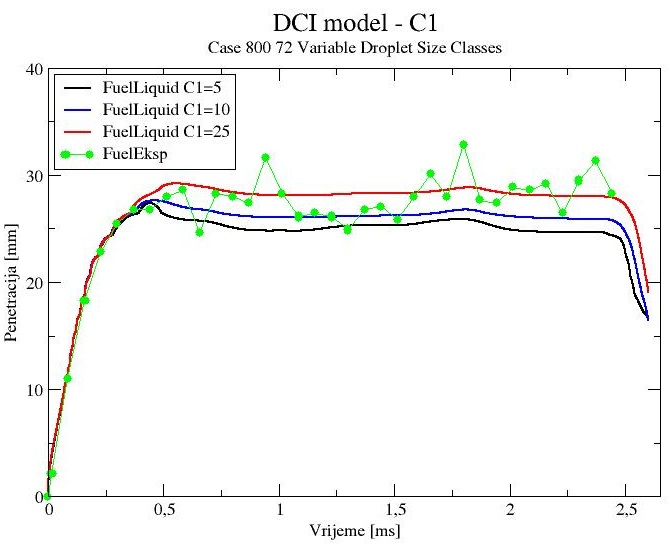 DCI model - C1
Case 800 72 Variable Droplet Size Classes
FuelLiquid C1=5
FuelLiquid C1=10
FuelLiquid C1=25
FuelEksp
40
30
20
10
0
Penetracija [mm]
0 0,5 1 1,5 2 2,5
Vrijeme [ms]